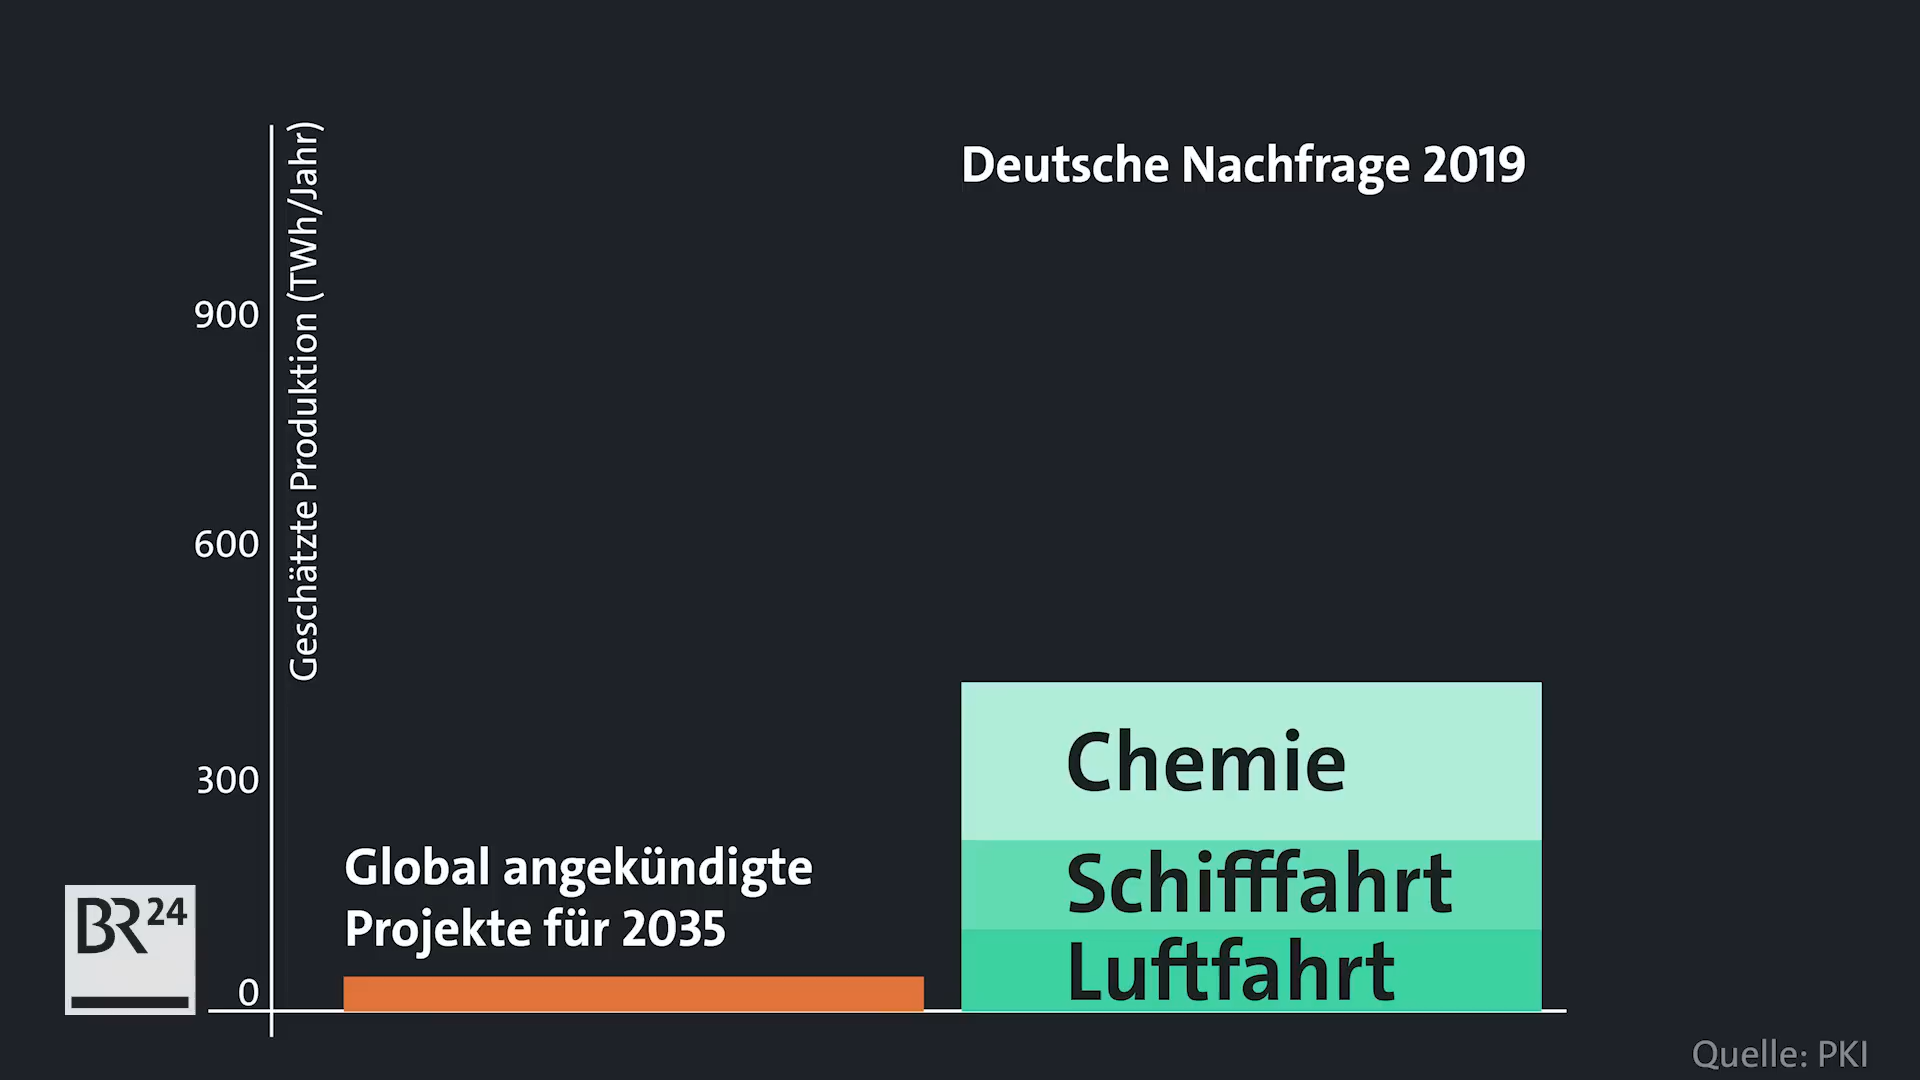 Deutsche Nachfrage 2019
Geschätzte Produktion (TWh/Jahr)
900
600
300
0
Global angekündigte
Projekte für 2035
Chemie
Schifffahrt
Luftfahrt
BR24
Quelle: PKI